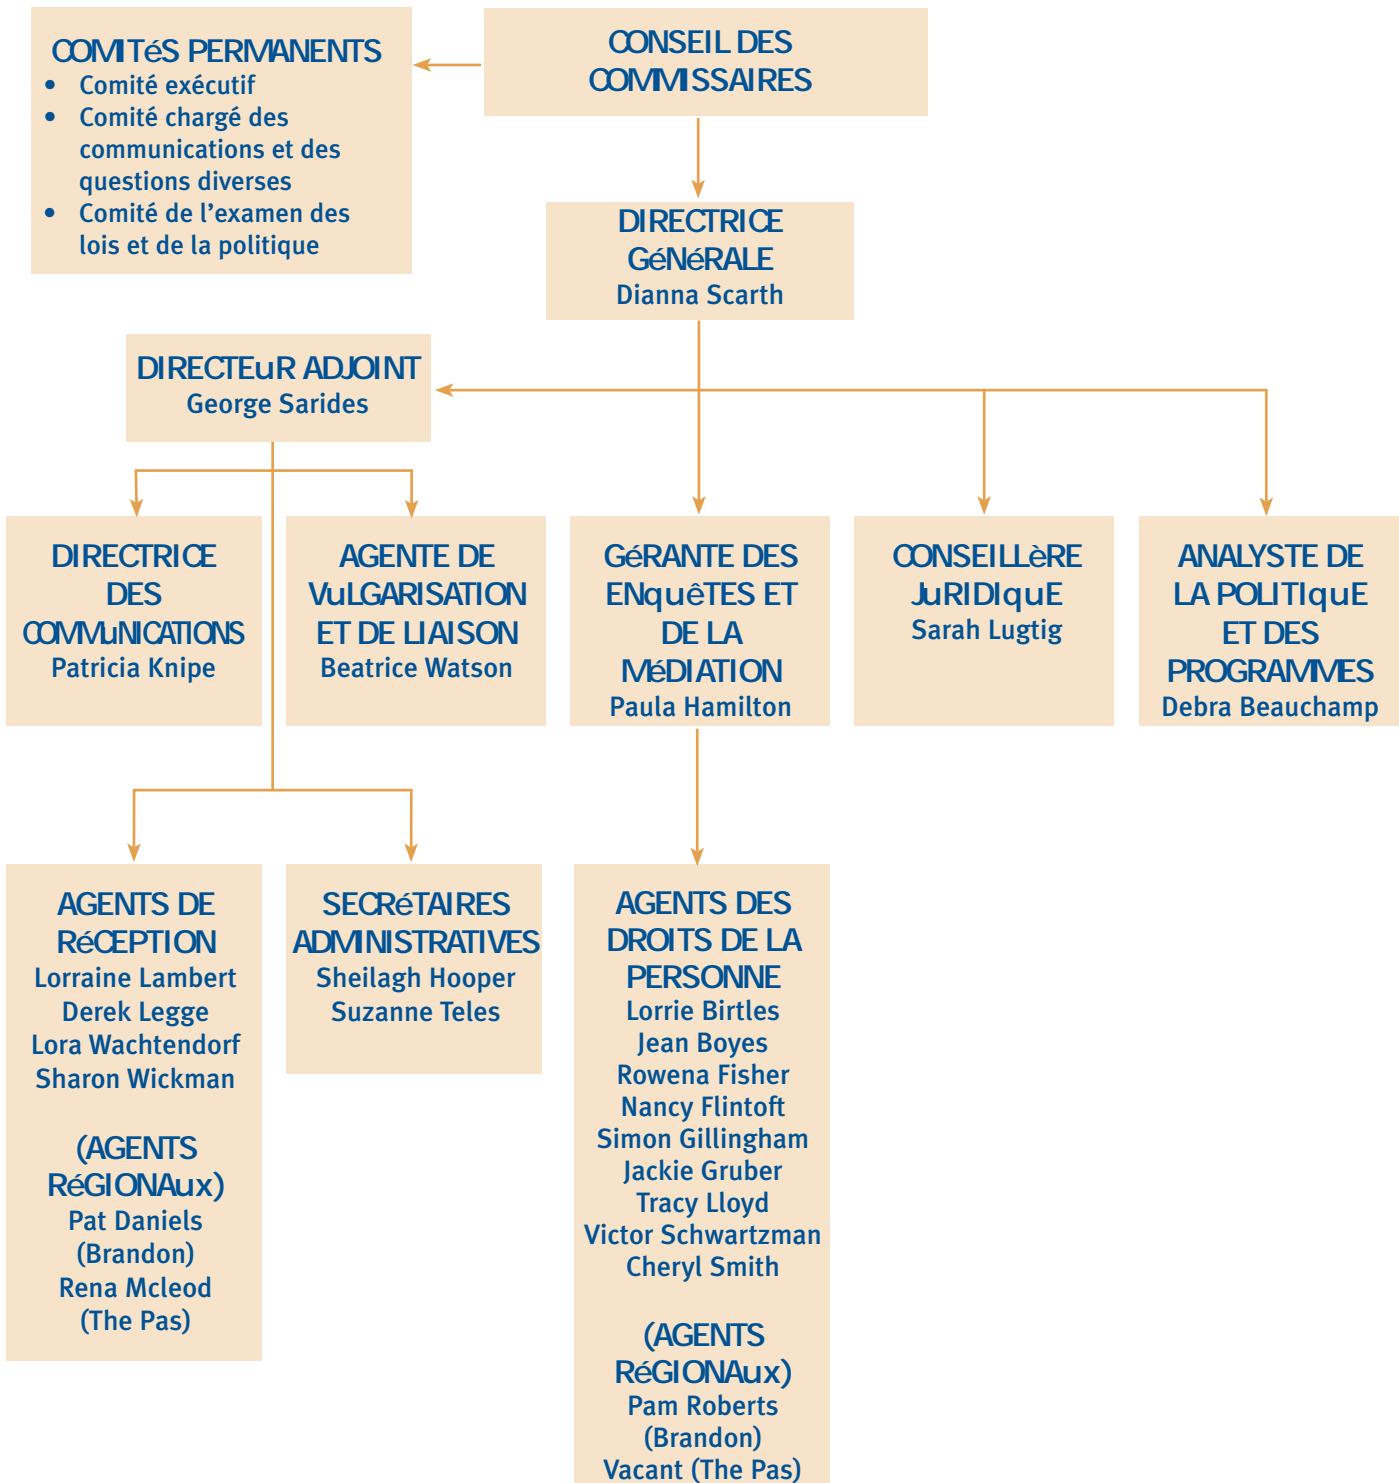 COMITéS PERMANENTS
• Comité exécutif
• Comité chargé des
communications et des
questions diverses
• Comité de l’examen des
lois et de la politique
CONSEIL DES
COMMISSAIRES
DIRECTRICE
GéNéRALE
Dianna Scarth
DIRECTEuR ADJOINT
George Sarides
DIRECTRICE
DES
COMMuNICATIONS
Patricia Knipe
AGENTE DE
VuLGARISATION
ET DE LIAISON
Beatrice Watson
GéRANTE DES
ENquêTES ET
DE LA
MéDIATION
Paula Hamilton
CONSEILLèRE
JuRIDIquE
Sarah Lugtig
ANALYSTE DE
LA POLITIquE
ET DES
PROGRAMMES
Debra Beauchamp
AGENTS DE
RéCEPTION
Lorraine Lambert
Derek Legge
Lora Wachtendorf
Sharon Wickman
(AGENTS
RéGIONAux)
Pat Daniels
(Brandon)
Rena Mcleod
(The Pas)
SECRéTAIRES
ADMINISTRATIVES
Sheilagh Hooper
Suzanne Teles
AGENTS DES
DROITS DE LA
PERSONNE
Lorrie Birtles
Jean Boyes
Rowena Fisher
Nancy Flintoft
Simon Gillingham
Jackie Gruber
Tracy Lloyd
Victor Schwartzman
Cheryl Smith
(AGENTS
RéGIONAux)
Pam Roberts
(Brandon)
Vacant (The Pas)